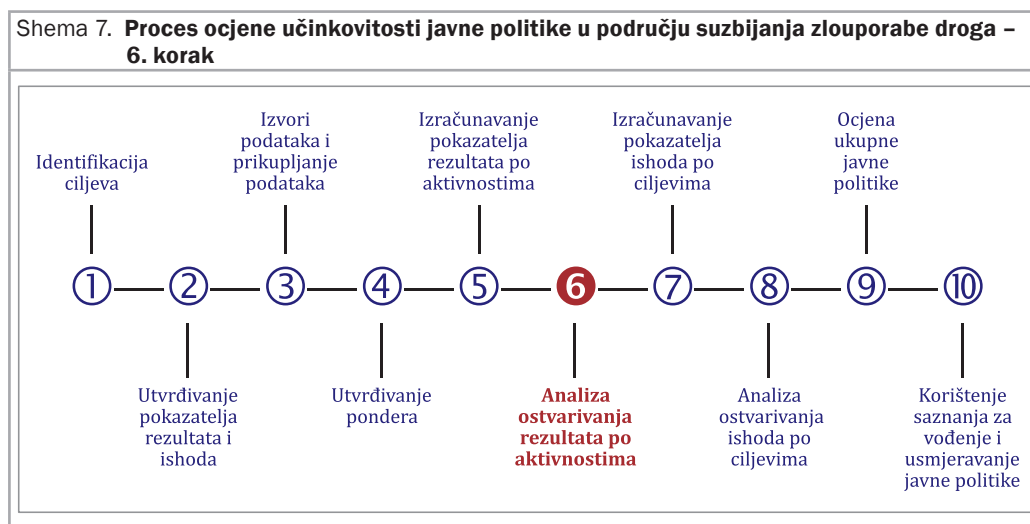 Shema 7. Proces ocjene učinkovitosti javne politike u području suzbijanja zlouporabe droga –
6. korak
Identifikacija
ciljeva
Izvori
podataka i
prikupljanje
podataka
Izračunavanje
pokazatelja
rezultata po
aktivnostima
Izračunavanje
pokazatelja
ishoda po
ciljevima
Ocjena
ukupne
javne
politike
1
2
3
4
5
6
7
8
9
10
Utvrđivanje
pokazatelja
rezultata i
ishoda
Utvrđivanje
pondera
Analiza
ostvarivanja
rezultata po
aktivnostima
Analiza
ostvarivanja
ishoda po
ciljevima
Korištenje
saznanja za
vođenje i
usmjeravanje
javne politike